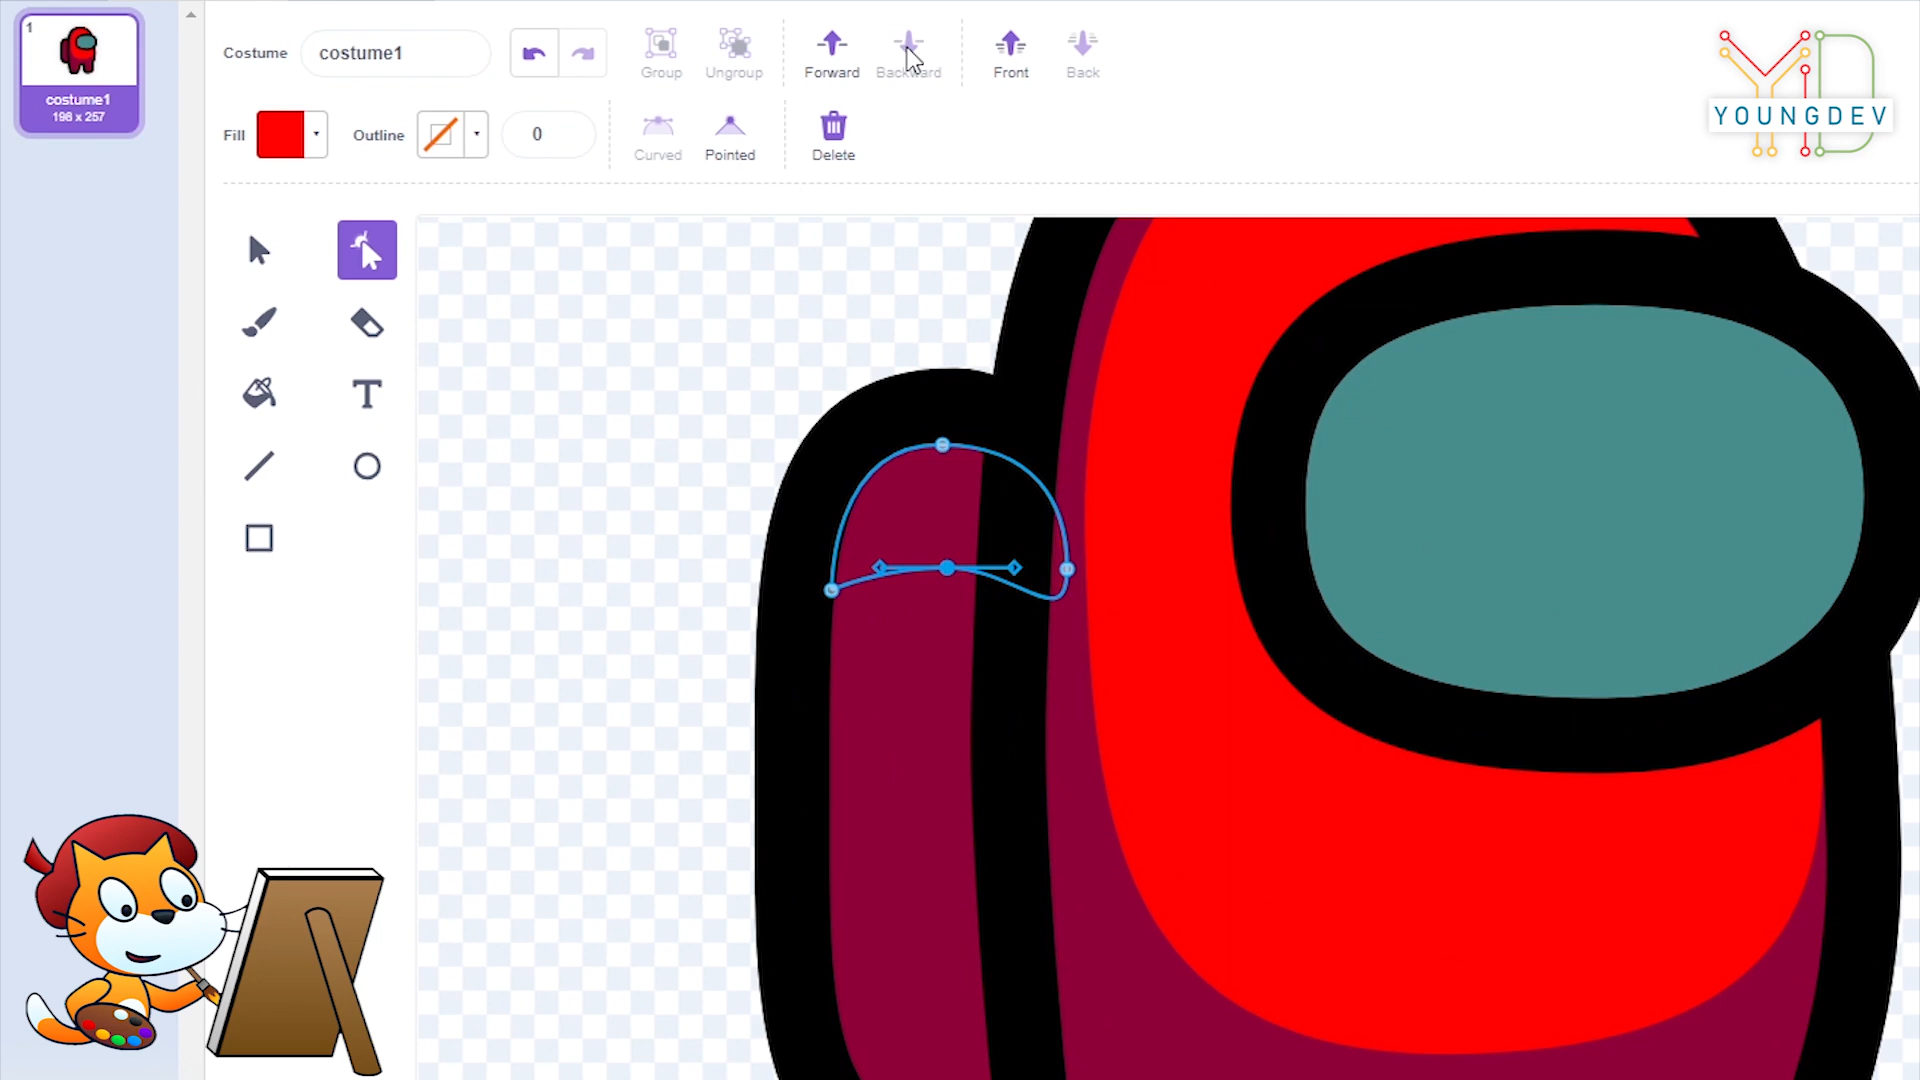 1
costume1
198 x 257
Costume
costume1
Group
Ungroup
Forward
Backward
Front
Back
Fill
Outline
0
Curved
Pointed
Delete
T
YOUNGDEV